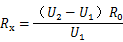 Rₓ = (U₂ − U₁) R₀ / U₁